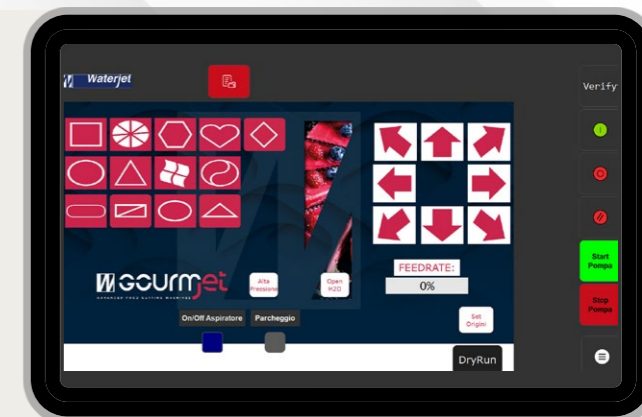 Waterjet
Verify
GOURMJet
ADVANCED FOOD CUTTING MACHINES
Alta
Pressione
Open
H2O
FEEDRATE:
0%
Start
Pompa
Stop
Pompa
On/Off Aspiratore
Parcheggio
Set
Origini
DryRun